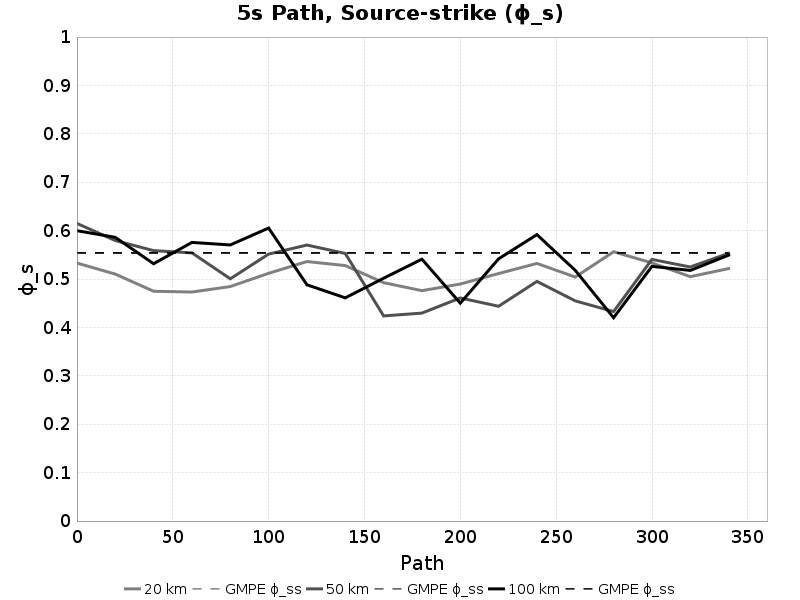 5s Path, Source-strike (ϕ_s)
1
0.9
0.8
0.7
0.6
0.5
0.4
0.3
0.2
0.1
0
ϕ_s
0 50 100 150 200 250 300 350
Path
20 km GMPE ϕ_ss 50 km GMPE ϕ_ss 100 km GMPE ϕ_ss